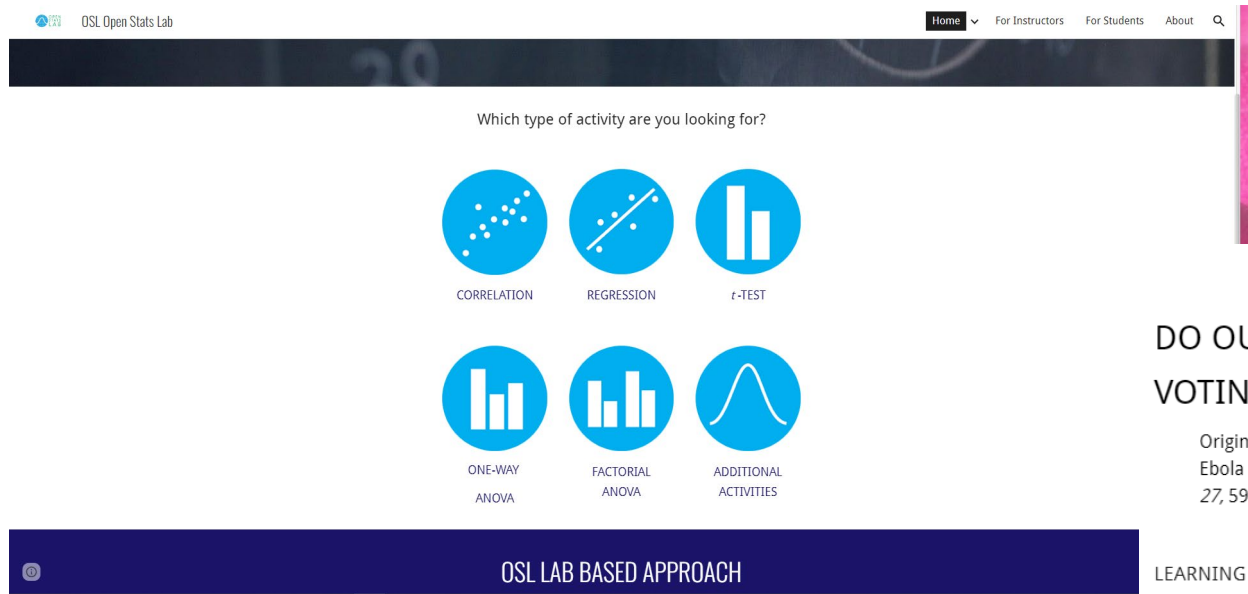 OSL Open Stats Lab
Home
For Instructors
For Students
About
29
Which type of activity are you looking for?
CORRELATION
REGRESSION
t-TEST
ONE-WAY
ANOVA
FACTORIAL
ANOVA
ADDITIONAL
ACTIVITIES
OSL LAB BASED APPROACH
DO OU
VOTIN
Origin
Ebola
27, 59
LEARNING